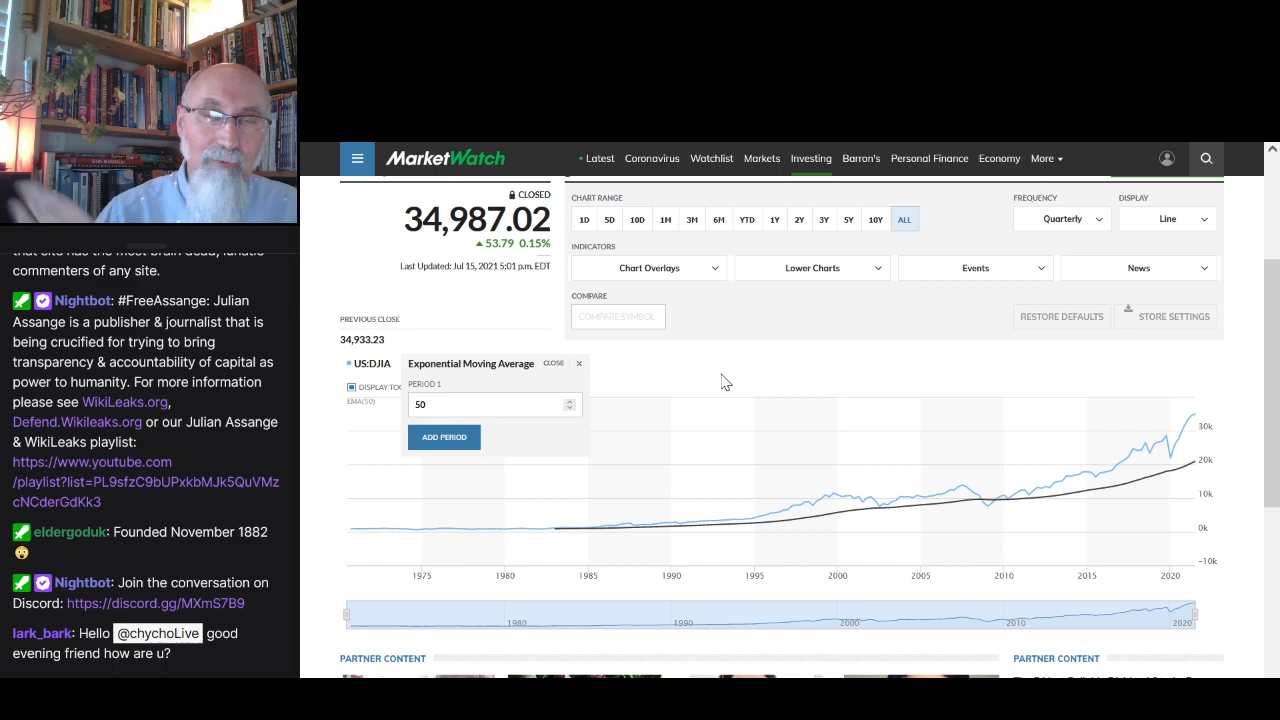 that site has the most brain-dead, lunatic
commenters of any site.
Nightbot: #FreeAssange: Julian
Assange is a publisher & journalist that is
being crucified for trying to bring
transparency & accountability of capital as
power to humanity. For more information
please see WikiLeaks.org,
Defend.Wikileaks.org or our Julian Assange
& WikiLeaks playlist:
https://www.youtube.com
/playlist?list=PL9sfzC9bUPxkbMJk5QuVMz
cNCderGdKk3
eldergoduk: Founded November 1882
Nightbot: Join the conversation on
Discord: https://discord.gg/MXmS7B9
lark_bark: Hello @chychoLive good
evening friend how are u?
MarketWatch
Latest Coronavirus Watchlist Markets Investing Barron's Personal Finance Economy More
CLOSED
34,987.02
53.79 0.15%
Last Updated: Jul 15, 2021 5:01 p.m. EDT
PREVIOUS CLOSE
34,933.23
CHART RANGE
1D 5D 10D 1M 3M 6M YTD 1Y 2Y 3Y 5Y 10Y ALL
FREQUENCY
Quarterly
DISPLAY
Line
INDICATORS
Chart Overlays
Lower Charts
Events
News
COMPARE
COMPARE SYMBOL
RESTORE DEFAULTS
STORE SETTINGS
US:DJIA
DISPLAY TOO
EMA(50)
Exponential Moving Average CLOSE ×
PERIOD 1
50
ADD PERIOD
30k
20k
10k
0k
-10k
1975 1980 1985 1990 1995 2000 2005 2010 2015 2020
1980 1990 2000 2010 2020
PARTNER CONTENT
PARTNER CONTENT